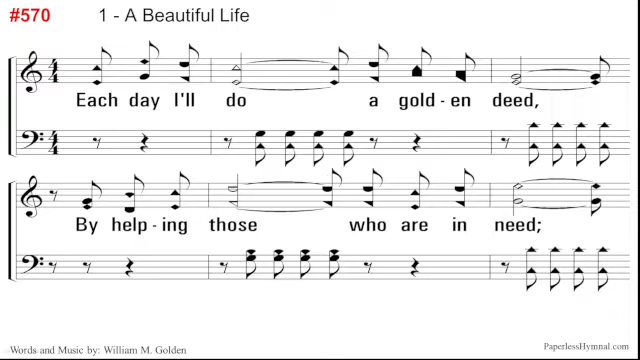 #570 1 - A Beautiful Life
Each day I'll do a gold - en deed,
By help - ing those who are in need;
Words and Music by: William M. Golden
PaperlessHymnal.com